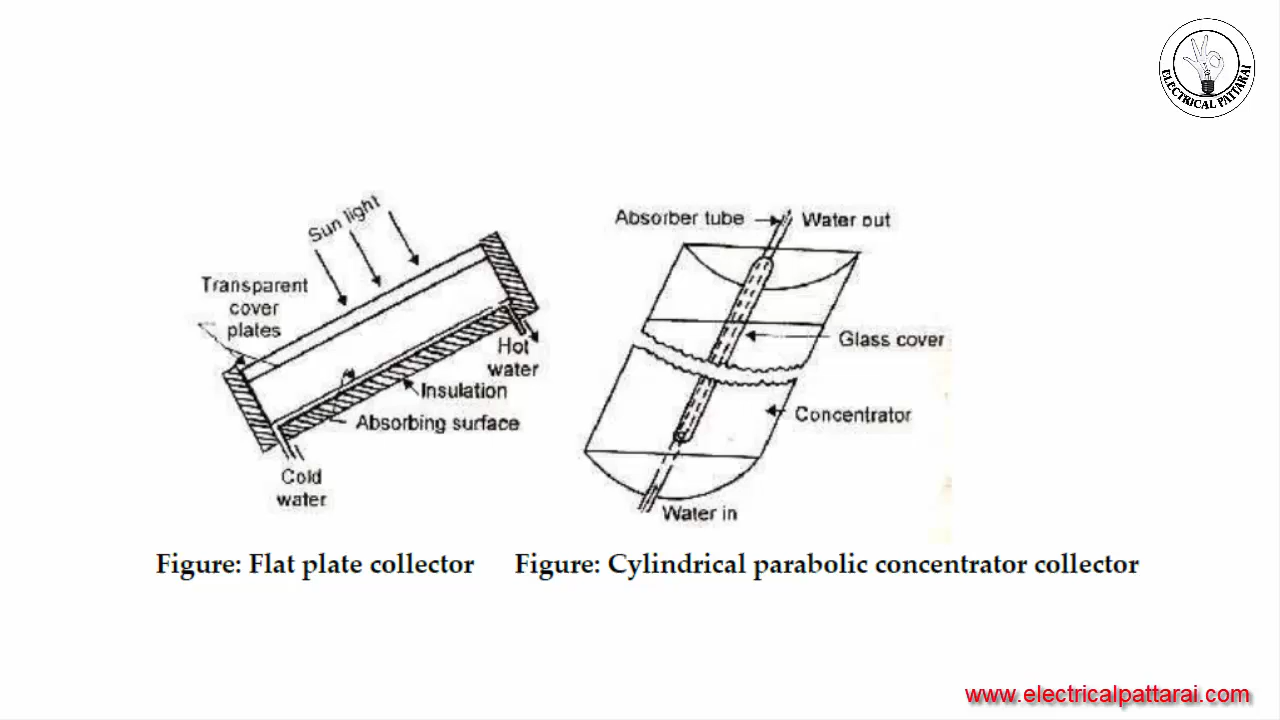 ELECTRICAL PATTARAI
Sun light
Transparent
cover
plates
Hot
water
Insulation
Absorbing surface
Cold
water
Absorber tube
Water out
Glass cover
Concentrator
Water in
Figure: Flat plate collector
Figure: Cylindrical parabolic concentrator collector
www.electricalpattarai.com